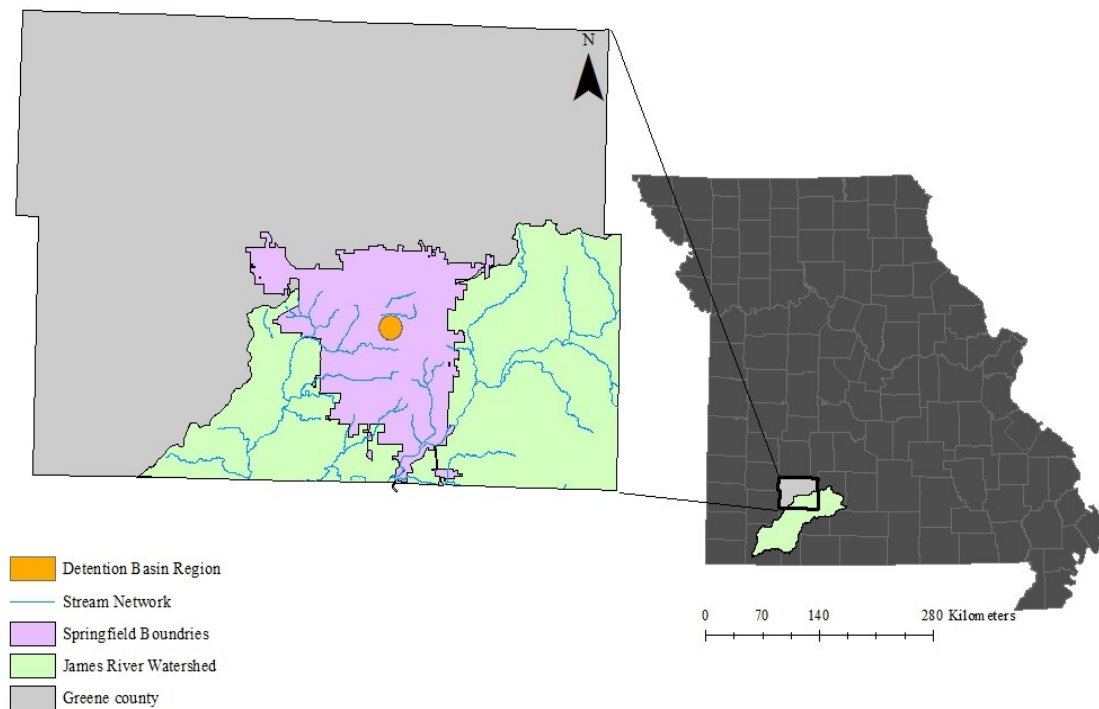 N
0 70 140 280 Kilometers
Detention Basin Region
Stream Network
Springfield Boundries
James River Watershed
Greene county